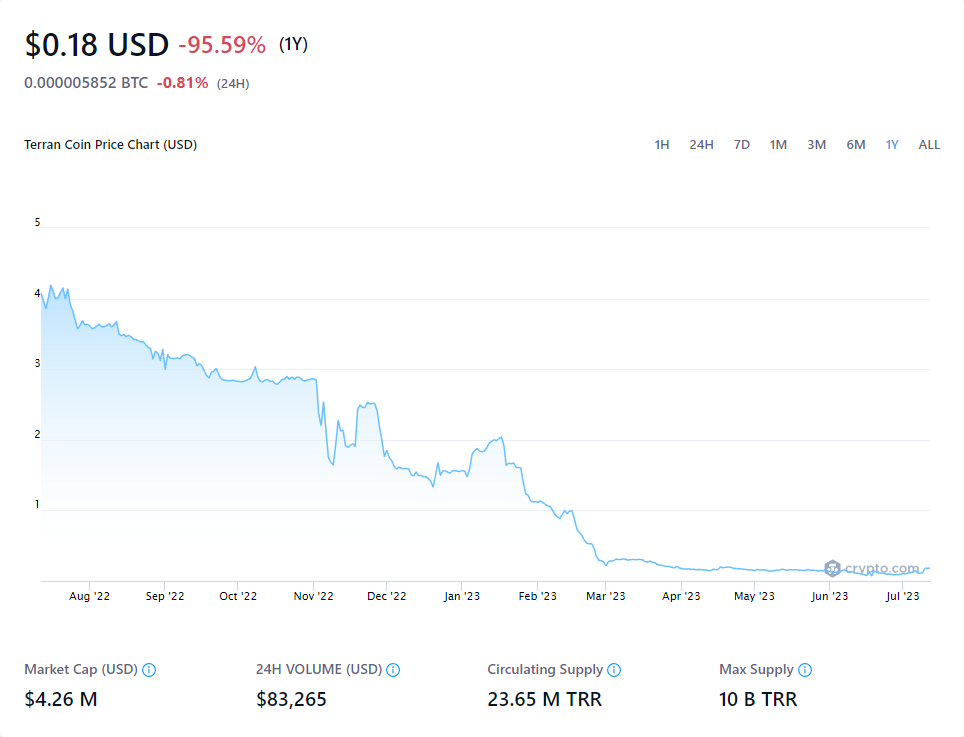 $0.18 USD -95.59% (1Y)
0.000005852 BTC -0.81% (24H)
Terran Coin Price Chart (USD) 1H 24H 7D 1M 3M 6M 1Y ALL
5
4
3
2
1
crypto.com
Aug '22 Sep '22 Oct '22 Nov '22 Dec '22 Jan '23 Feb '23 Mar '23 Apr '23 May '23 Jun '23 Jul '23
Market Cap (USD) 24H VOLUME (USD) Circulating Supply Max Supply
$4.26 M $83,265 23.65 M TRR 10 B TRR